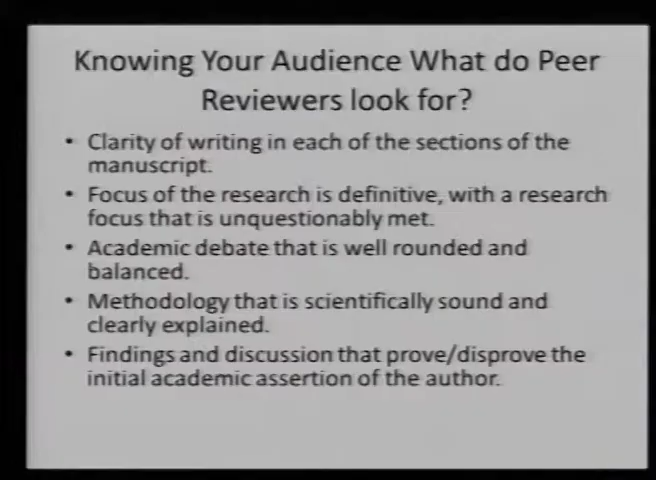 Knowing Your Audience What do Peer
Reviewers look for?
• Clarity of writing in each of the sections of the
manuscript.
• Focus of the research is definitive, with a research
focus that is unquestionably met.
• Academic debate that is well rounded and
balanced.
• Methodology that is scientifically sound and
clearly explained.
• Findings and discussion that prove/disprove the
initial academic assertion of the author.